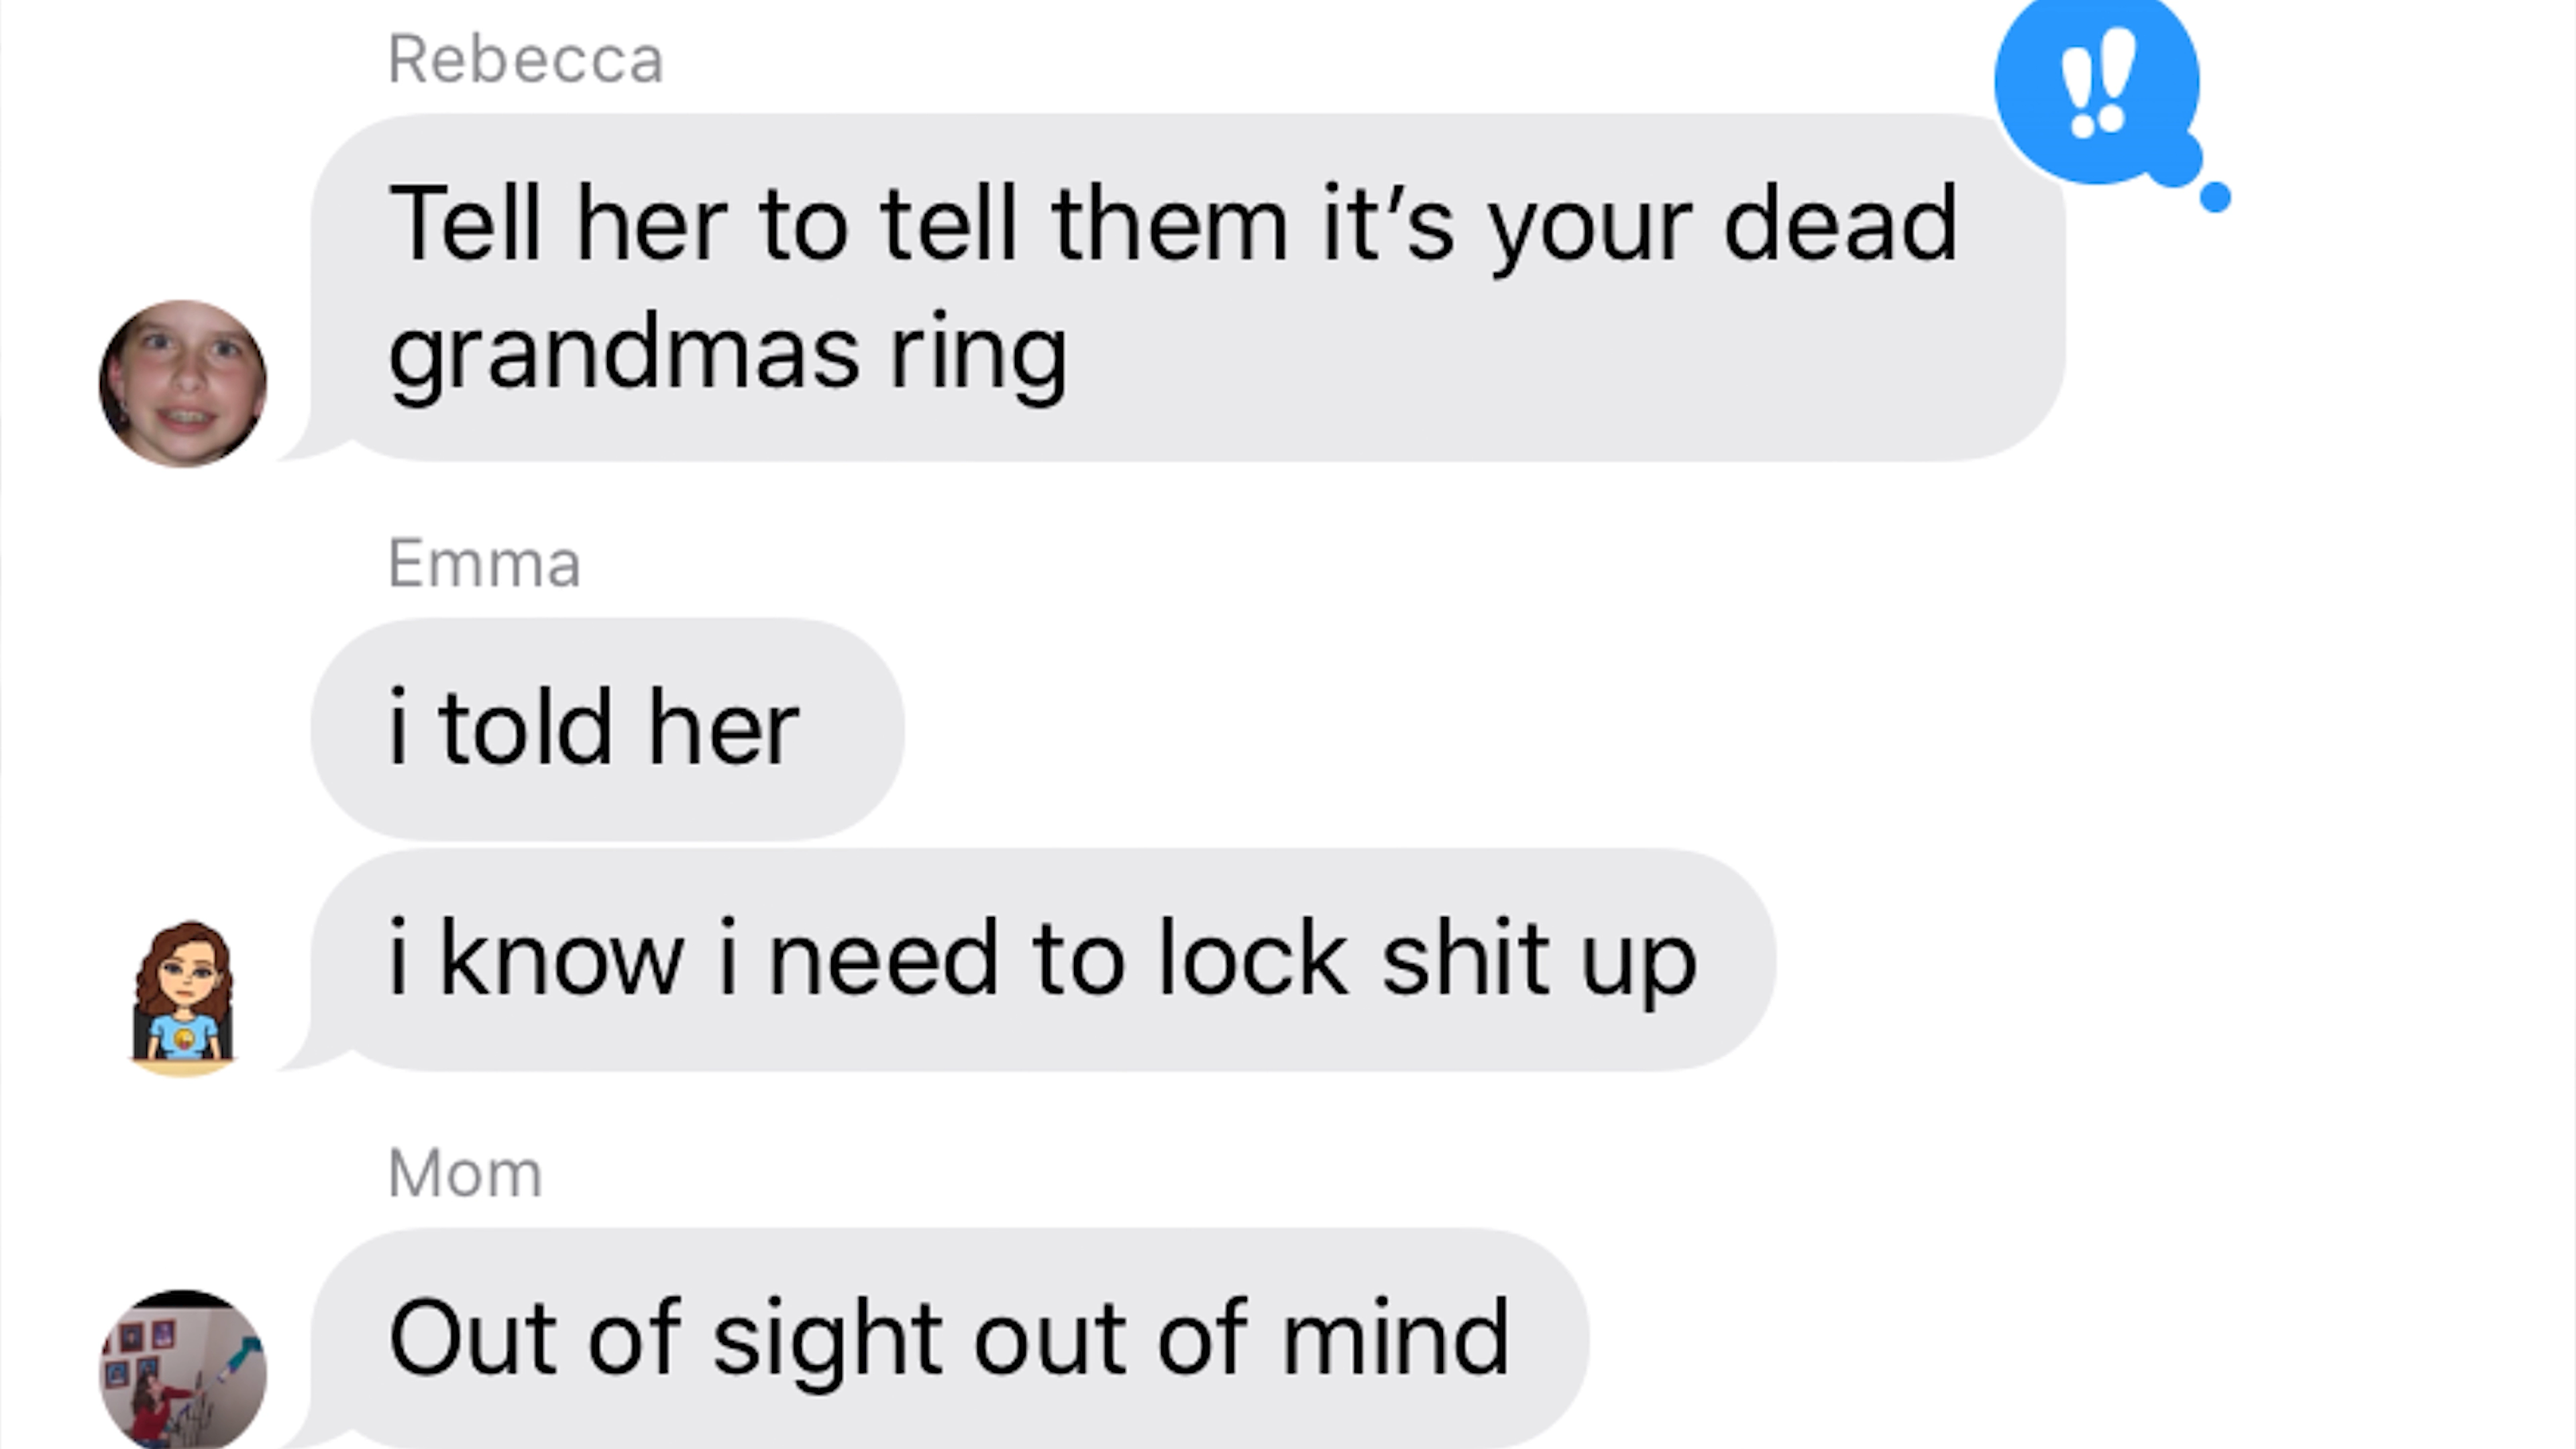 Rebecca
Tell her to tell them it’s your dead
grandmas ring
Emma
i told her
i know i need to lock shit up
Mom
Out of sight out of mind